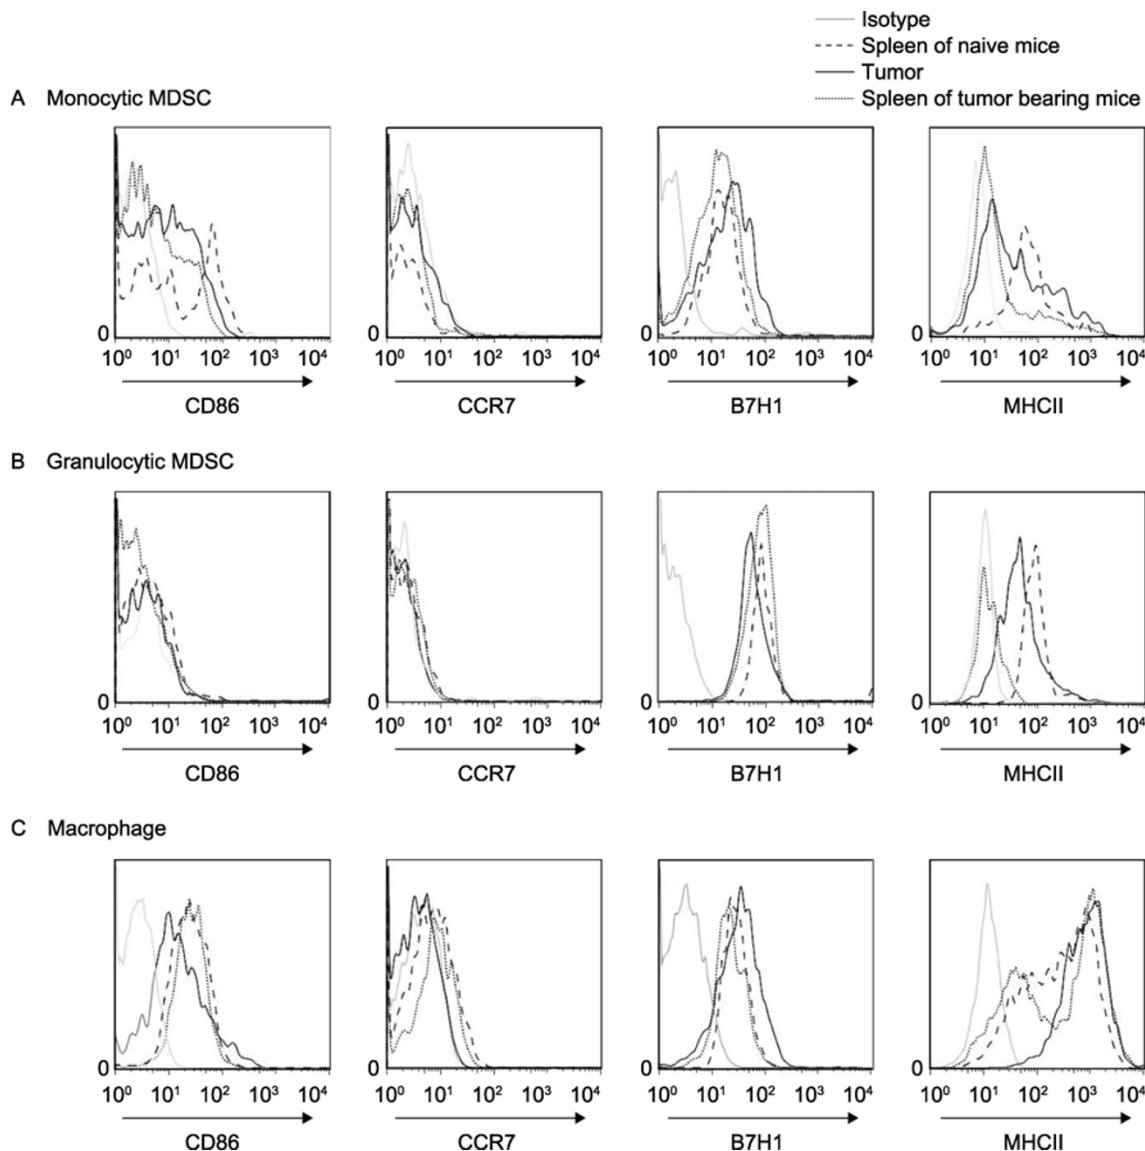 Isotype
Spleen of naive mice
Tumor
Spleen of tumor bearing mice
A Monocytic MDSC
0 0 0 0
10⁰ 10¹ 10² 10³ 10⁴ 10⁰ 10¹ 10² 10³ 10⁴ 10⁰ 10¹ 10² 10³ 10⁴ 10⁰ 10¹ 10² 10³ 10⁴
CD86 CCR7 B7H1 MHCII
B Granulocytic MDSC
0 0 0 0
10⁰ 10¹ 10² 10³ 10⁴ 10⁰ 10¹ 10² 10³ 10⁴ 10⁰ 10¹ 10² 10³ 10⁴ 10⁰ 10¹ 10² 10³ 10⁴
CD86 CCR7 B7H1 MHCII
C Macrophage
0 0 0 0
10⁰ 10¹ 10² 10³ 10⁴ 10⁰ 10¹ 10² 10³ 10⁴ 10⁰ 10¹ 10² 10³ 10⁴ 10⁰ 10¹ 10² 10³ 10⁴
CD86 CCR7 B7H1 MHCII